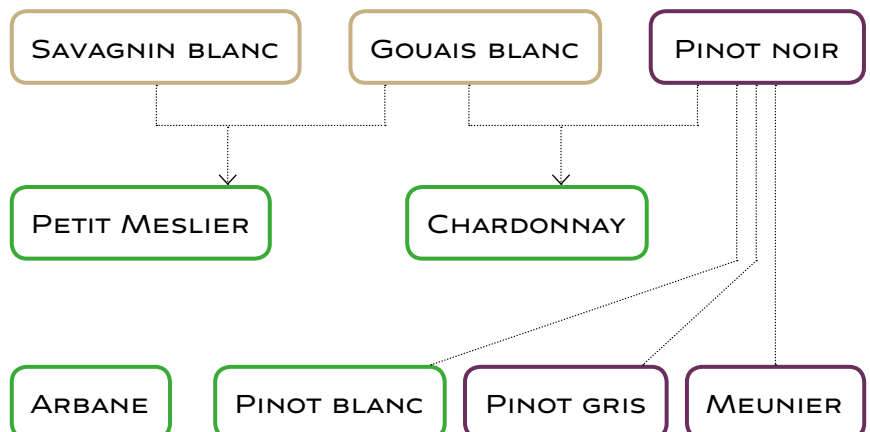 Savagnin blanc
Gouais blanc
Pinot noir
Petit Meslier
Chardonnay
Arbane
Pinot blanc
Pinot gris
Meunier